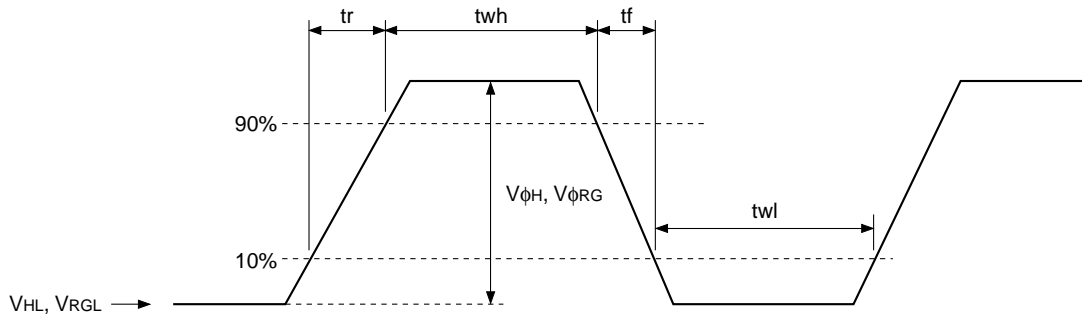 tr twh tf
90%
VϕH, VϕRG
twl
10%
VHL, VRGL